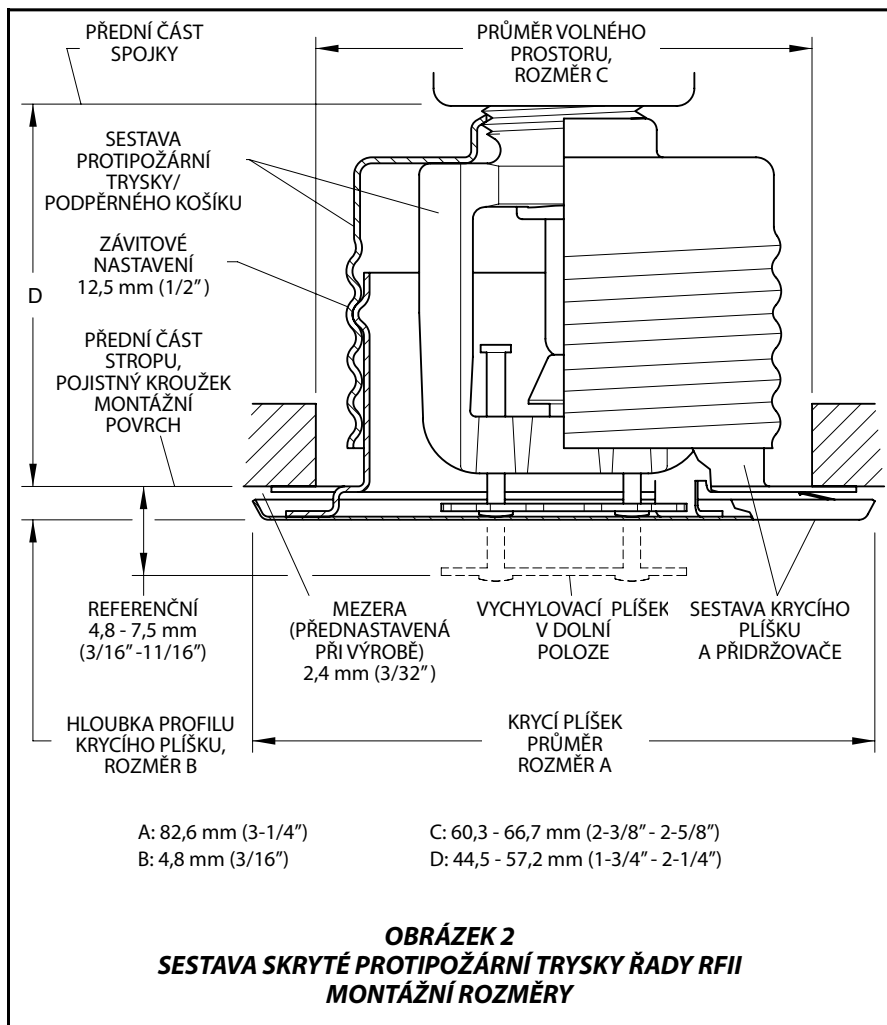 PŘEDNÍ ČÁST
SPOJKY
PRŮMĚR VOLNÉHO
PROSTORU,
ROZMĚR C
SESTAVA
PROTIPOŽÁRNÍ
TRYSKY/
PODPĚRNÉHO KOŠÍKU
ZÁVITOVÉ
NASTAVENÍ
12,5 mm (1/2”)
D
PŘEDNÍ ČÁST
STROPU,
POJISTNÝ KROUŽEK
MONTÁŽNÍ
POVRCH
REFERENČNÍ
4,8 - 7,5 mm
(3/16” -11/16”)
MEZERA
(PŘEDNASTAVENÁ
PŘI VÝROBĚ)
2,4 mm (3/32”)
VYCHYLOVACÍ PLÍŠEK
V DOLNÍ
POLOZE
SESTAVA KRYCÍHO
PLÍŠKU
A PŘIDRŽOVAČE
HLOUBKA PROFILU
KRYCÍHO PLÍŠKU,
ROZMĚR B
KRYCÍ PLÍŠEK
PRŮMĚR
ROZMĚR A
A: 82,6 mm (3-1/4”)
B: 4,8 mm (3/16”)
C: 60,3 - 66,7 mm (2-3/8” - 2-5/8”)
D: 44,5 - 57,2 mm (1-3/4” - 2-1/4”)
OBRÁZEK 2
SESTAVA SKRYTÉ PROTIPOŽÁRNÍ TRYSKY ŘADY RFII
MONTÁŽNÍ ROZMĚRY